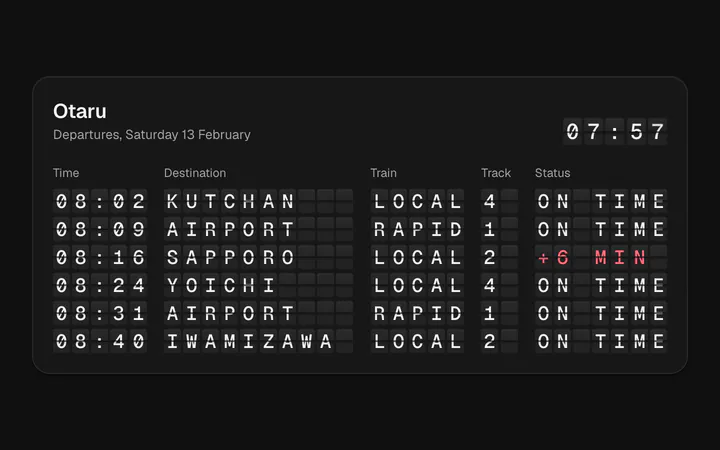 Otaru
Departures, Saturday 13 February
07:57
Time Destination Train Track Status
08:02 KUTCHAN LOCAL 4 ON TIME
08:09 AIRPORT RAPID 1 ON TIME
08:16 SAPPORO LOCAL 2 +6 MIN
08:24 YOICHI LOCAL 4 ON TIME
08:31 AIRPORT RAPID 1 ON TIME
08:40 IWAMIZAWA LOCAL 2 ON TIME